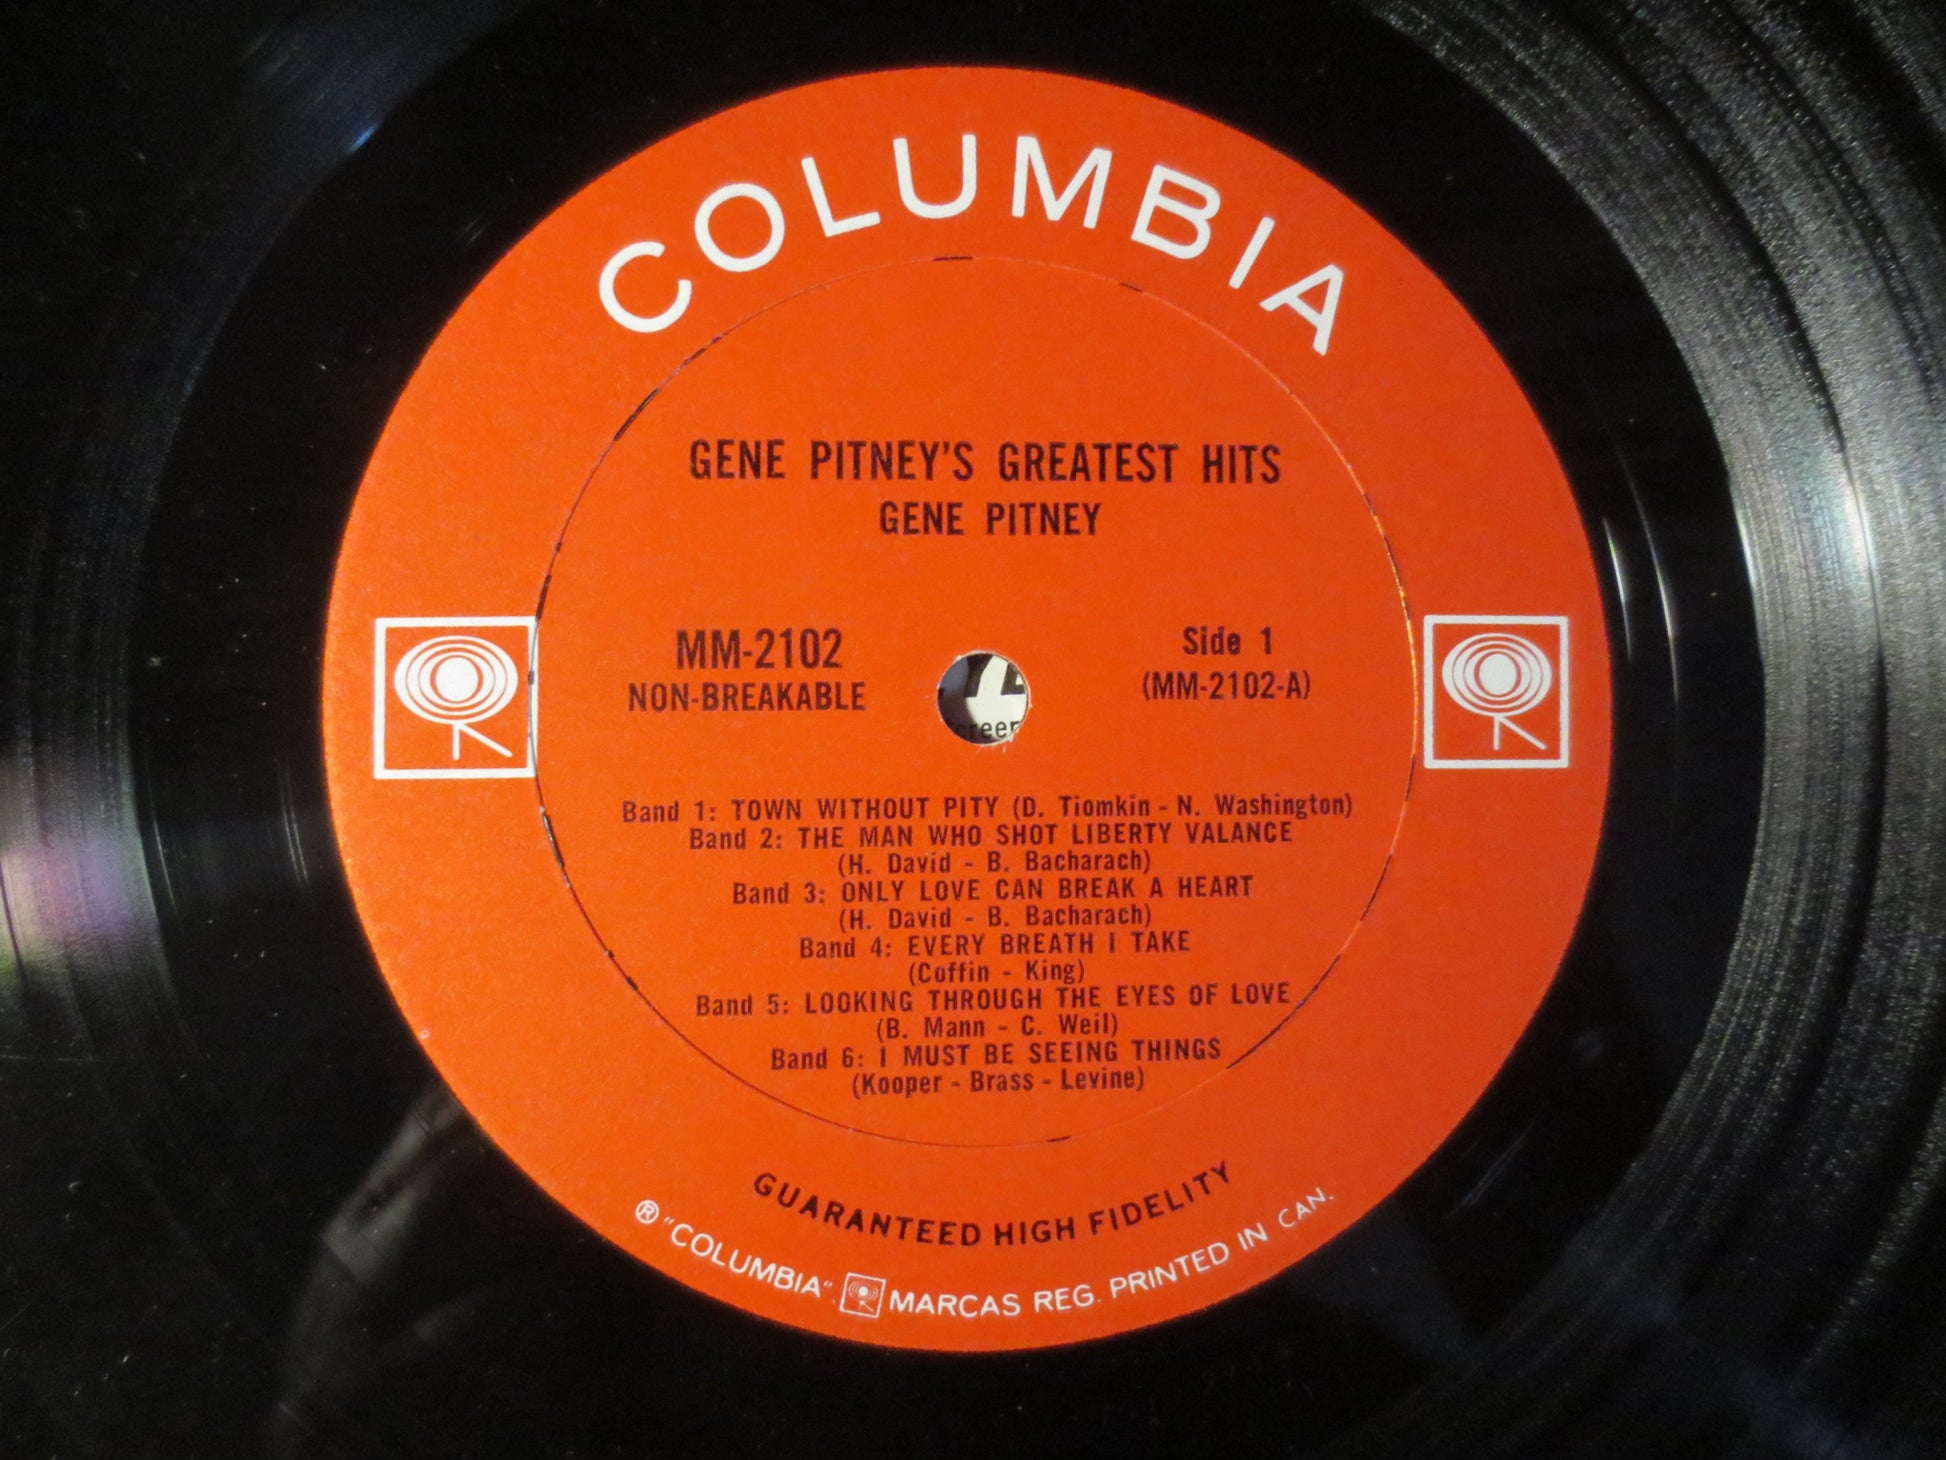 COLUMBIA
GENE PITNEY'S GREATEST HITS
GENE PITNEY
MM-2102
NON-BREAKABLE
Side 1
(MM-2102-A)
creen
Band 1: TOWN WITHOUT PITY (D. Tiomkin - N. Washington)
Band 2: THE MAN WHO SHOT LIBERTY VALANCE
(H. David - B. Bacharach)
Band 3: ONLY LOVE CAN BREAK A HEART
(H. David - B. Bacharach)
Band 4: EVERY BREATH I TAKE
(Coffin - King)
Band 5: LOOKING THROUGH THE EYES OF LOVE
(B. Mann - C. Weil)
Band 6: I MUST BE SEEING THINGS
(Kooper - Brass - Levine)
GUARANTEED HIGH FIDELITY
® "COLUMBIA". MARCAS REG. PRINTED IN CAN.